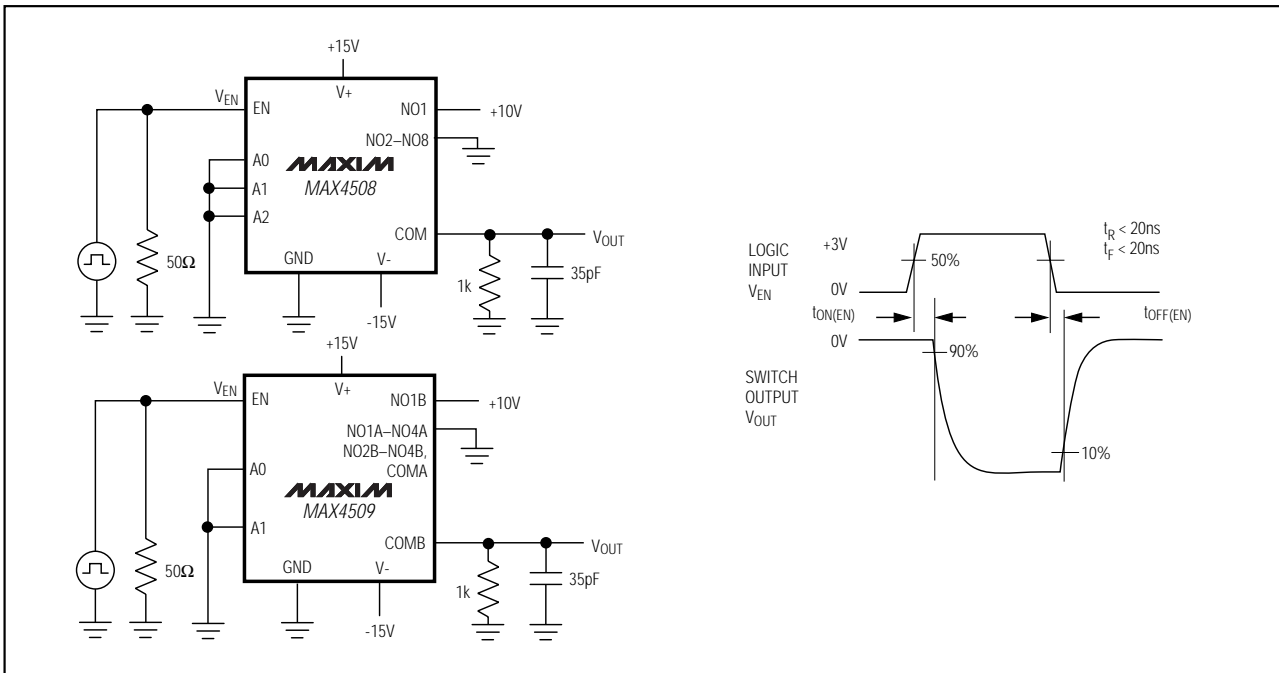 +15V
V+
VEN
EN
NO1
+10V
NO2–NO8
A0
MAXIM
A1
MAX4508
A2
COM
VOUT
50Ω
GND
V-
1k
35pF
-15V
+15V
V+
VEN
EN
NO1B
+10V
NO1A–NO4A
NO2B–NO4B,
COMA
A0
MAXIM
MAX4509
A1
COMB
VOUT
50Ω
GND
V-
1k
35pF
-15V
LOGIC
INPUT
VEN
+3V
50%
0V
tR < 20ns
tF < 20ns
tON(EN)
tOFF(EN)
0V
90%
SWITCH
OUTPUT
VOUT
10%